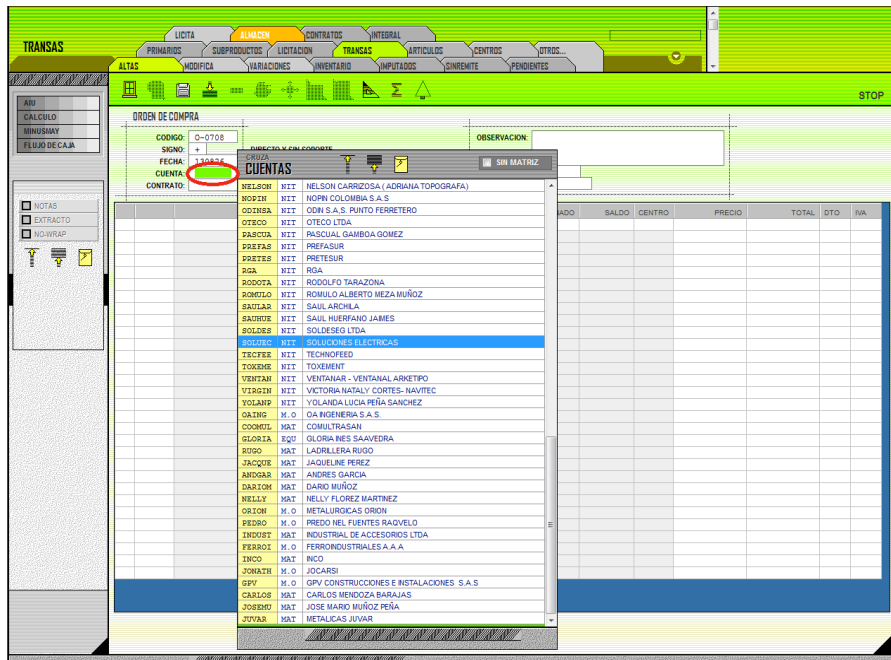 LICITA ALMACEN CONTRATOS INTEGRAL
TRANSAS
PRIMARIOS SUBPRODUCTOS LICITACION TRANSAS ARTICULOS CENTROS OTROS...
ALTAS MODIFICA VARIACIONES INVENTARIO IMPUTADOS SINREMITE PENDIENTES
STOP
AIU
CALCULO
MINUSMAY
FLUJO DE CAJA
NOTAS
EXTRACTO
NO-WRAP
ORDEN DE COMPRA
CODIGO: O-0708
SIGNO: +
DIRECTO Y SIN SOPORTE
FECHA: 130826
CUENTA:
CONTRATO:
OBSERVACION:
CRUZA
CUENTAS
SIN MATRIZ
SALDO CENTRO PRECIO TOTAL DTO IVA
NELSON NIT NELSON CARRIZOSA ( ADRIANA TOPOGRAFA)
NOPIN NIT NOPIN COLOMBIA S.A.S
ODINSA NIT ODIN S.A,S. PUNTO FERRETERO
OTECO NIT OTECO LTDA
PASCUA NIT PASCUAL GAMBOA GOMEZ
PREFAS NIT PREFASUR
PRETES NIT PRETESUR
RGA NIT RGA
RODOTA NIT RODOLFO TARAZONA
ROMULO NIT ROMULO ALBERTO MEZA MUÑOZ
SAULAR NIT SAUL ARCHILA
SAUHUE NIT SAUL HUERFANO JAIMES
SOLDES NIT SOLDESEG LTDA
SOLUEC NIT SOLUCIONES ELECTRICAS
TECFEE NIT TECHNOFEED
TOXEME NIT TOXEMENT
VENTAN NIT VENTANAR - VENTANAL ARKETIPO
VIRGIN NIT VICTORIA NATALY CORTES- NAVITEC
YOLANP NIT YOLANDA LUCIA PEÑA SANCHEZ
OAING M.O OA INGENIERIA S.A.S.
COOMUL MAT COMULTRASAN
GLORIA EQU GLORIA INES SAAVEDRA
RUGO MAT LADRILLERA RUGO
JACQUE MAT JAQUELINE PEREZ
ANDGAR MAT ANDRES GARCIA
DARIOM MAT DARIO MUÑOZ
NELLY MAT NELLY FLOREZ MARTINEZ
ORION M.O METALURGICAS ORION
PEDRO M.O PREDO NEL FUENTES RAQVELO
INDUST MAT INDUSTRIAL DE ACCESORIOS LTDA
FERROI M.O FERROINDUSTRIALES A.A.A
INCO MAT INCO
JONATH M.O JOCARSI
GPV M.O GPV CONSTRUCCIONES E INSTALACIONES S.A.S
CARLOS MAT CARLOS MENDOZA BARAJAS
JOSEMU MAT JOSE MARIO MUÑOZ PEÑA
JUVAR MAT METALICAS JUVAR